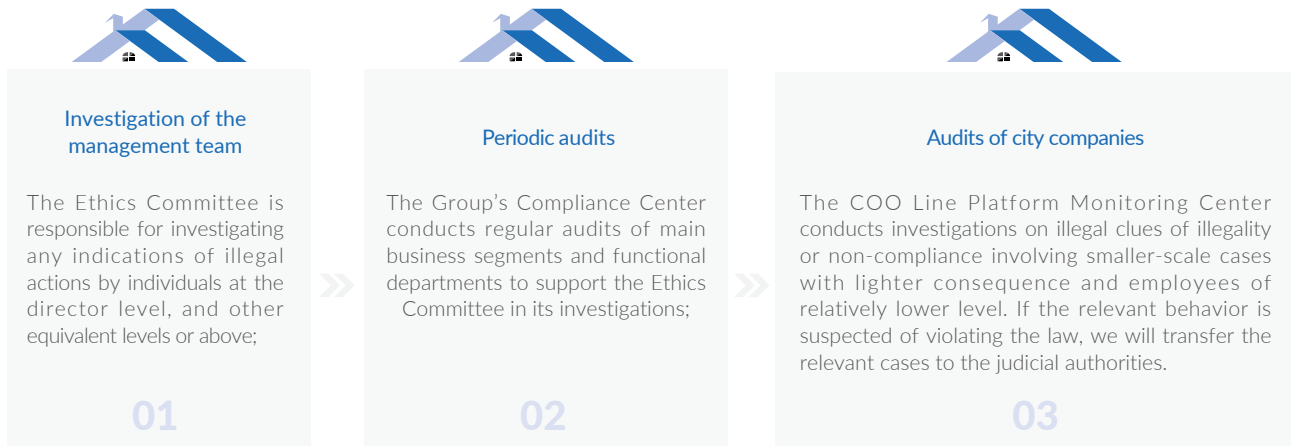 Investigation of the
management team
The Ethics Committee is
responsible for investigating
any indications of illegal
actions by individuals at the
director level, and other
equivalent levels or above;
01
Periodic audits
The Group's Compliance Center
conducts regular audits of main
business segments and functional
departments to support the Ethics
Committee in its investigations;
02
Audits of city companies
The COO Line Platform Monitoring Center
conducts investigations on illegal clues of illegality
or non-compliance involving smaller-scale cases
with lighter consequence and employees of
relatively lower level. If the relevant behavior is
suspected of violating the law, we will transfer the
relevant cases to the judicial authorities.
03